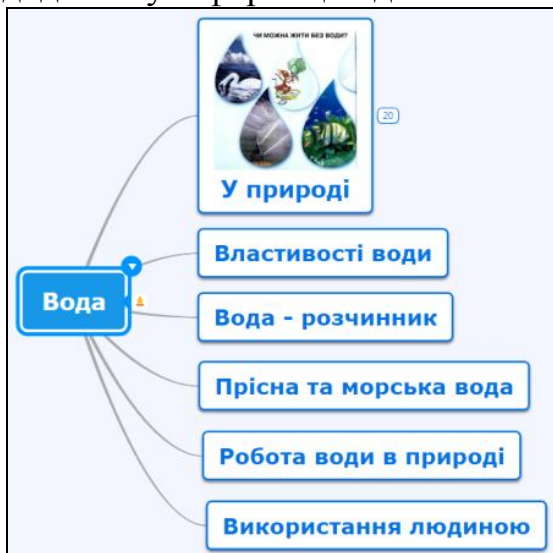 ЧИ МОЖНА ЖИТИ БЕЗ ВОДИ?
20
У природі
Властивості води
Вода
Вода - розчинник
Прісна та морська вода
Робота води в природі
Використання людиною